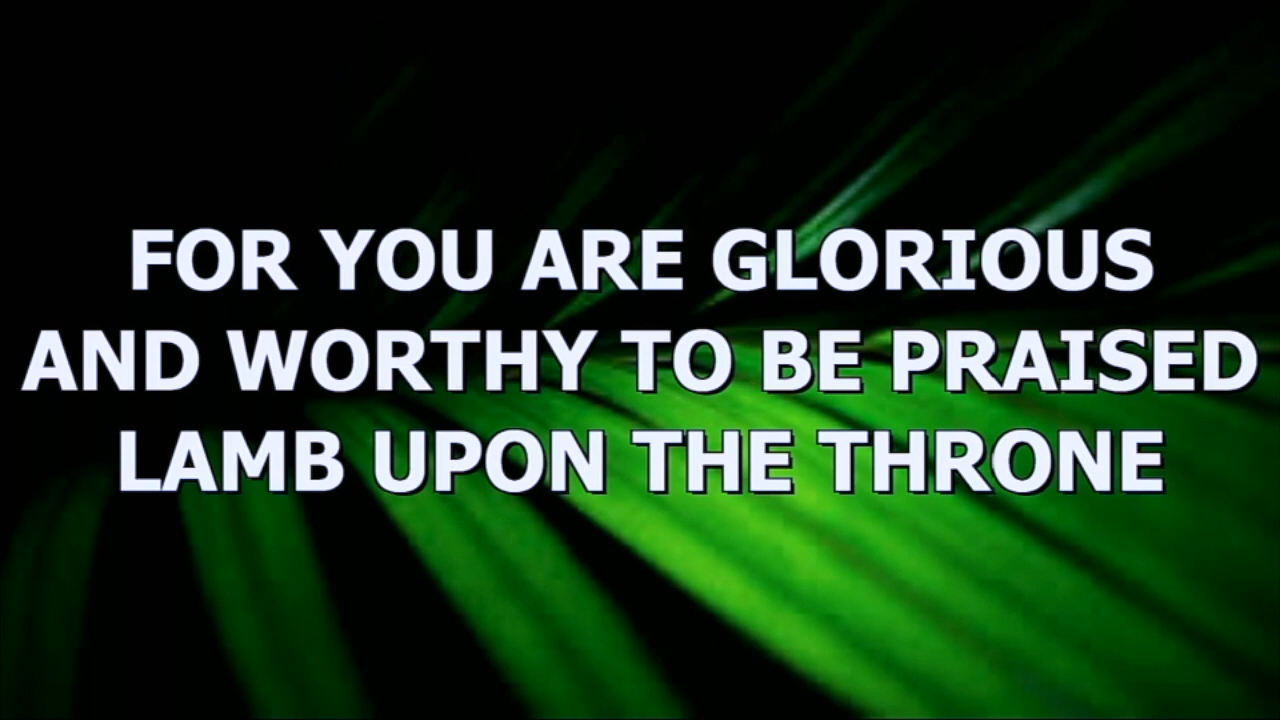 FOR YOU ARE GLORIOUS
AND WORTHY TO BE PRAISED
LAMB UPON THE THRONE